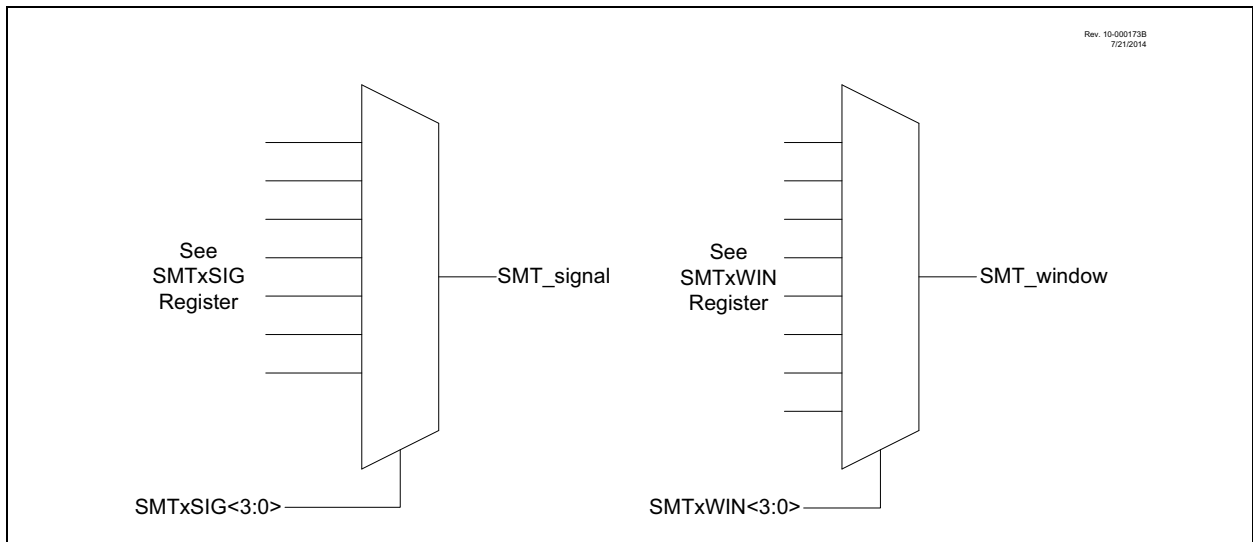 Rev. 10-000173B
7/21/2014
See
SMTxSIG
Register
SMT_signal
SMTxSIG<3:0>
See
SMTxWIN
Register
SMT_window
SMTxWIN<3:0>